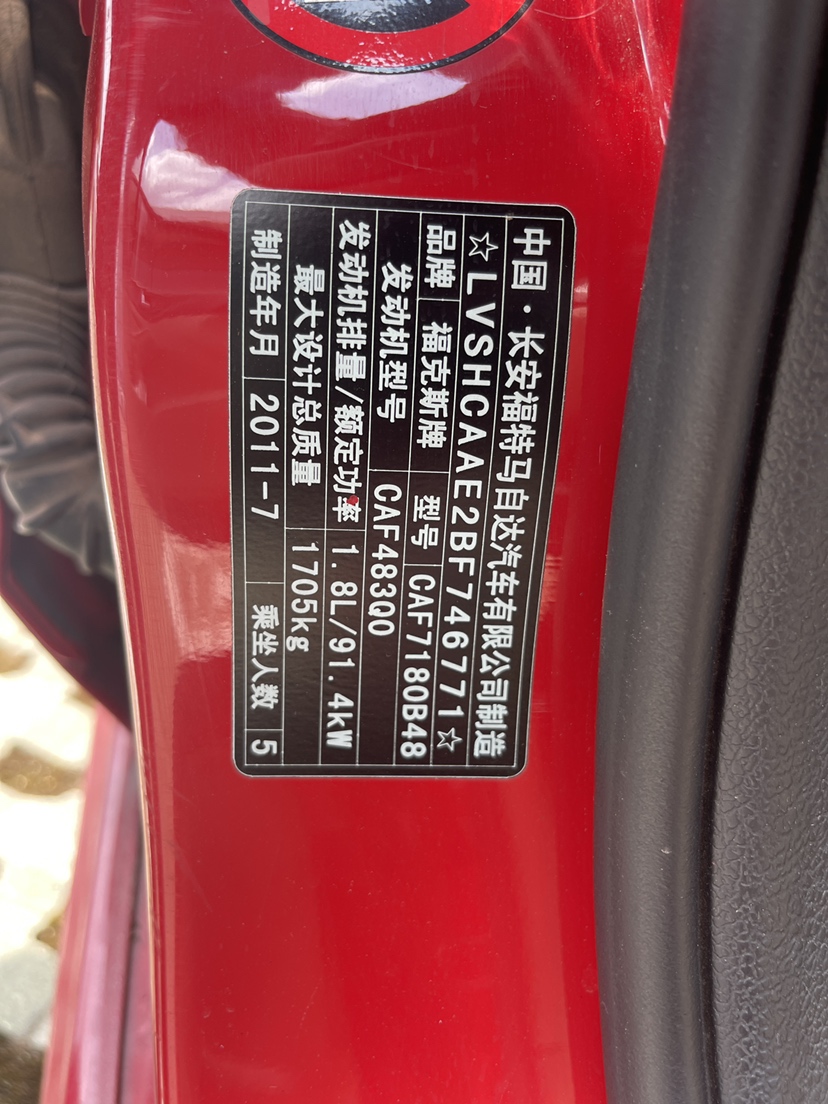 中国·长安福特马自达汽车有限公司制造
☆LVSHCAAE2BF746771☆
品牌 福克斯牌 型号 CAF7180B48
发动机型号 CAF483Q0
发动机排量/额定功率 1.8L/91.4kW
最大设计总质量 1705kg
制造年月 2011-7 乘坐人数 5